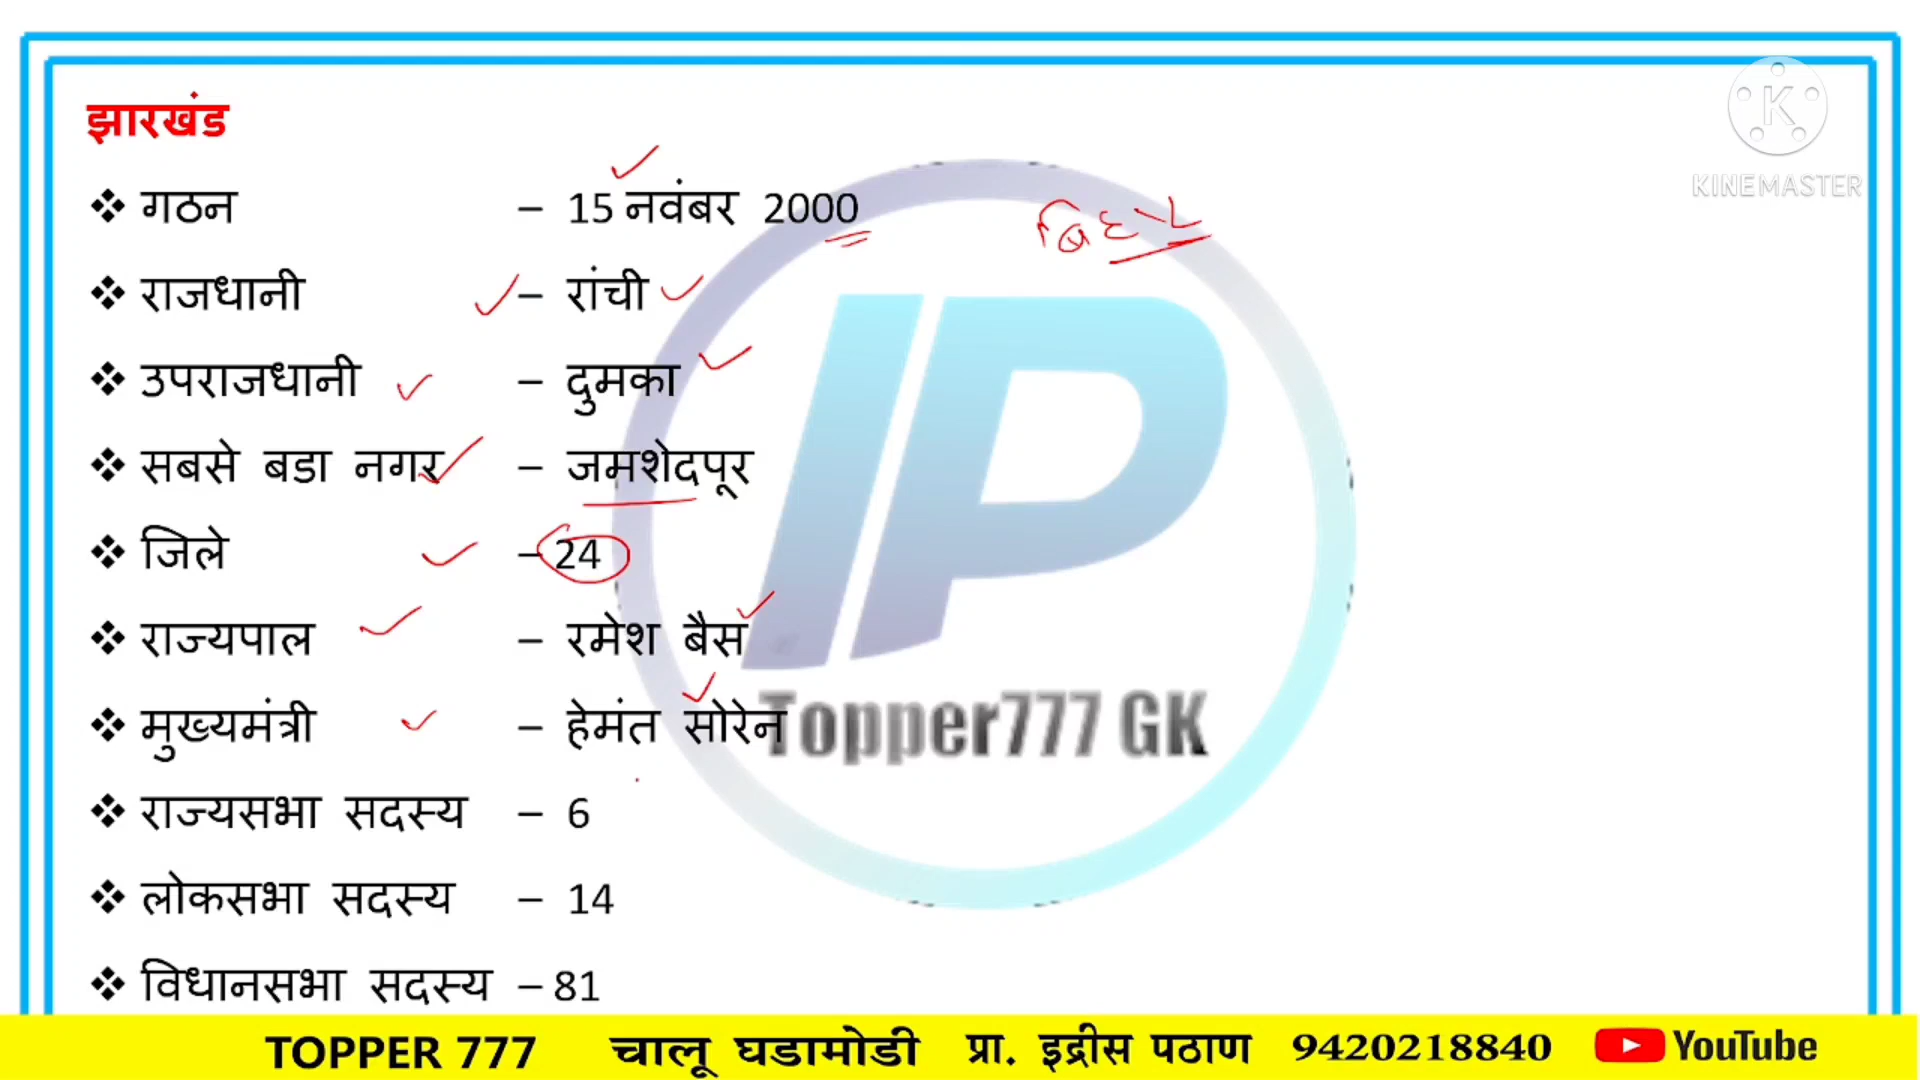 झारखंड
❖ गठन – 15 नवंबर 2000
बिहार
❖ राजधानी – रांची
❖ उपराजधानी – दुमका
❖ सबसे बडा नगर – जमशेदपूर
❖ जिले – 24
❖ राज्यपाल – रमेश बैस
❖ मुख्यमंत्री – हेमंत सोरेन
❖ राज्यसभा सदस्य – 6
❖ लोकसभा सदस्य – 14
❖ विधानसभा सदस्य – 81
K
KINEMASTER
IP
Topper777 GK
TOPPER 777 चालू घडामोडी प्रा. इद्रीस पठाण 9420218840 YouTube